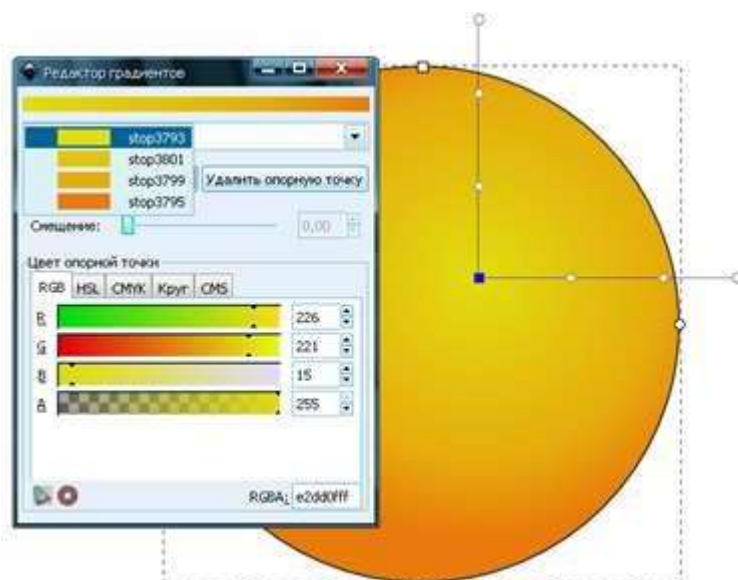 Редактор градиентов
stop3793
stop3801
stop3799
Удалить опорную точку
stop3795
Смещение:
0,00
Цвет опорной точки
RGB HSL CMYK Круг CMS
R 226
G 221
B 15
A 255
RGBA: e2dd0fff